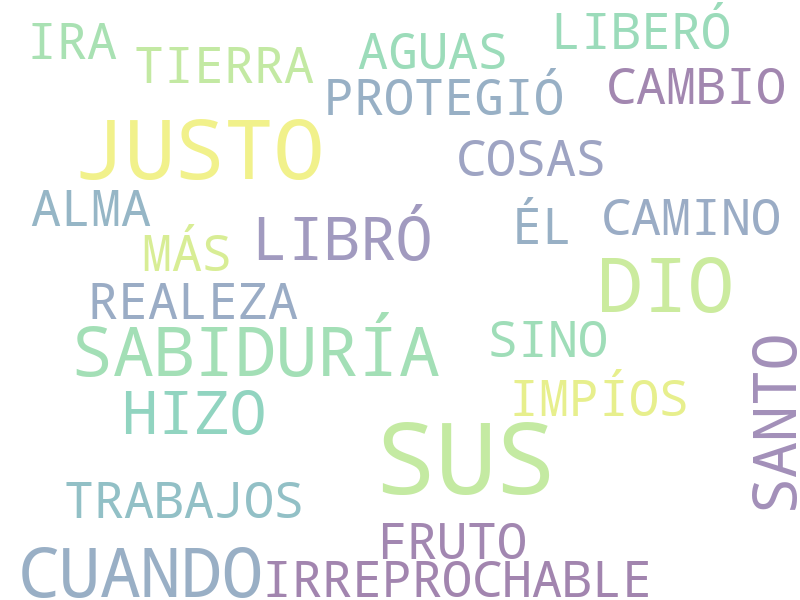 IRA
TIERRA
AGUAS
LIBERÓ
PROTEGIÓ
CAMBIO
JUSTO
COSAS
ALMA
MÁS
LIBRÓ
ÉL
CAMINO
REALEZA
DIO
SABIDURÍA
SINO
HIZO
IMPÍOS
SANTO
SUS
TRABAJOS
FRUTO
CUANDO
IRREPROCHABLE